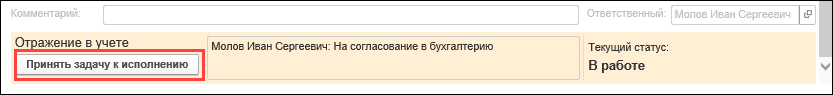 Комментарий: Ответственный: Молов Иван Сергеевич
Отражение в учете
Принять задачу к исполнению
Молов Иван Сергеевич: На согласование в бухгалтерию
Текущий статус:
В работе